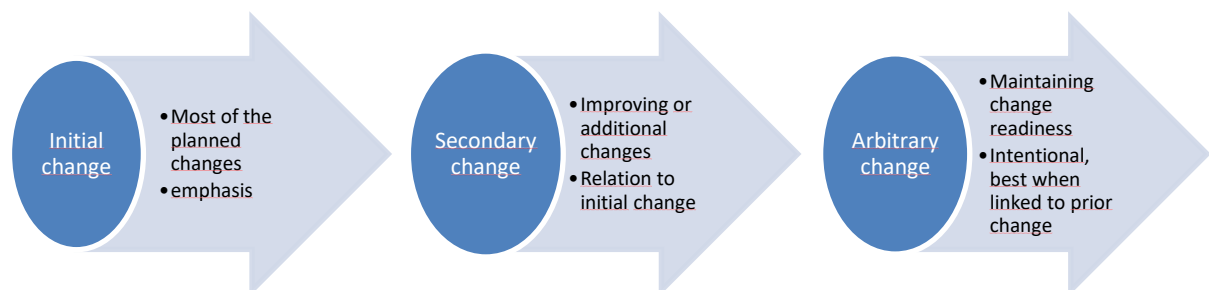 Initial
change
•Most of the
planned
changes
•emphasis
Secondary
change
•Improving or
additional
changes
•Relation to
initial change
Arbitrary
change
•Maintaining
change
readiness
•Intentional,
best when
linked to prior
change